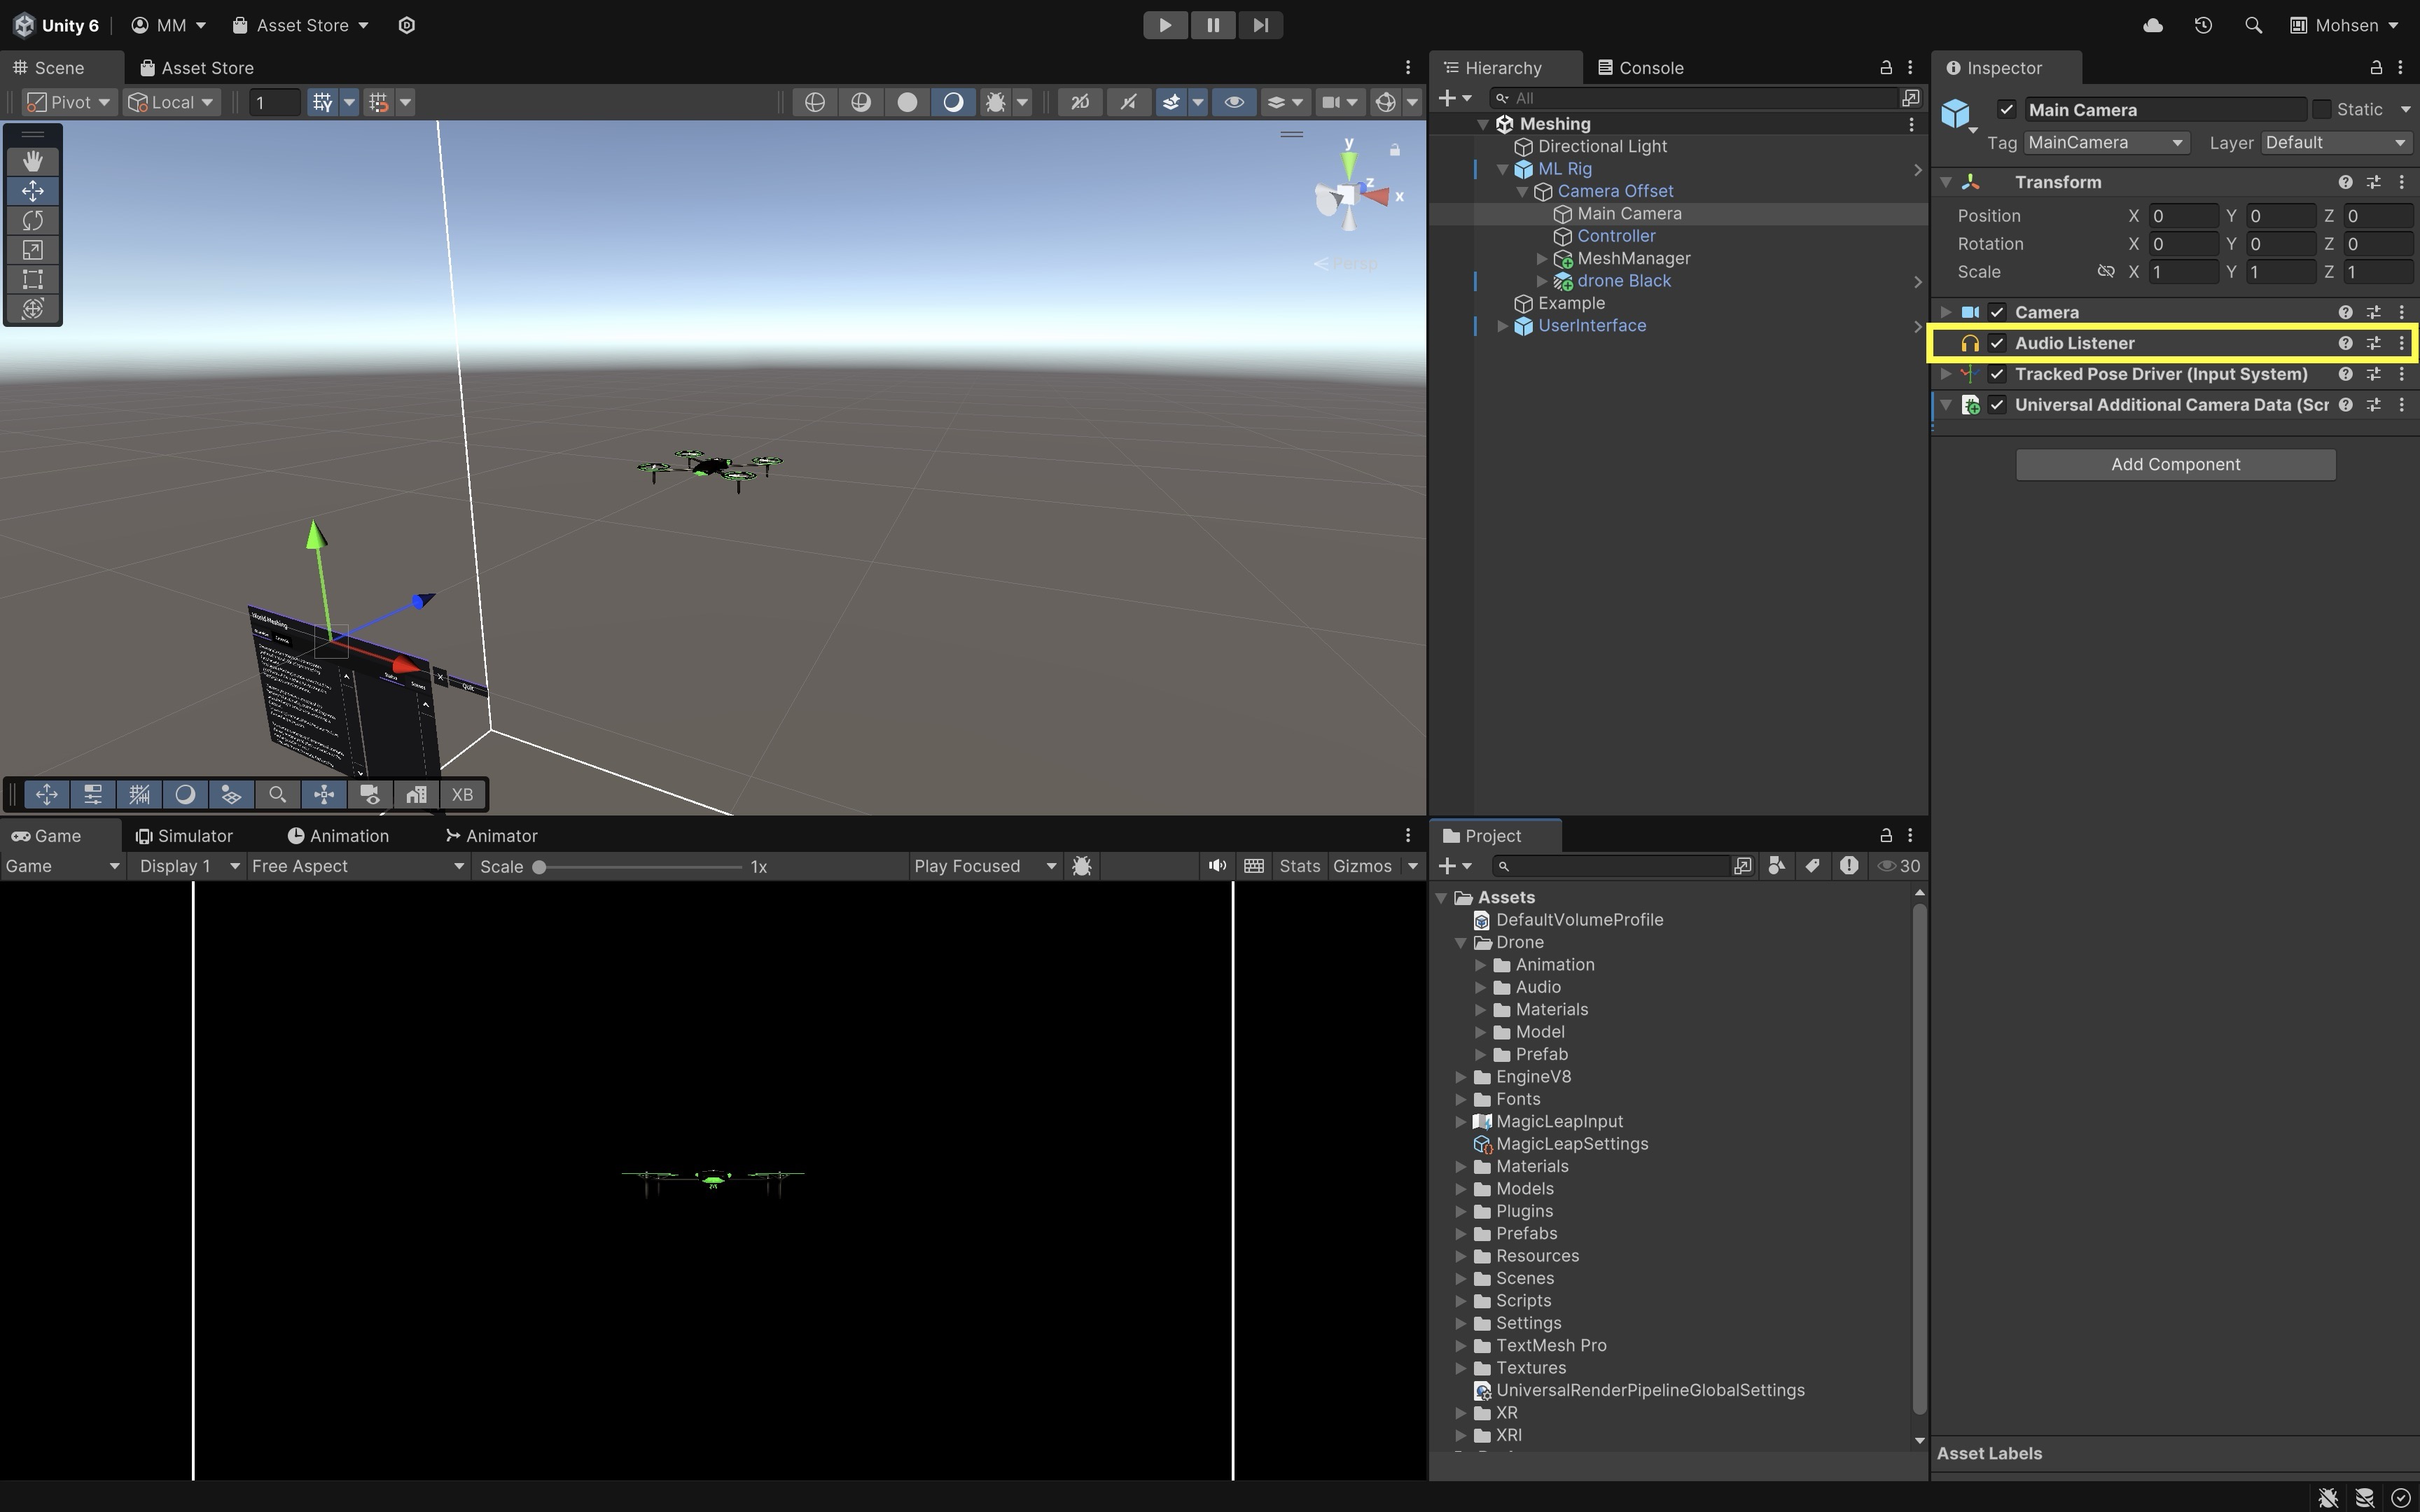 Unity 6 MM Asset Store Mohsen
Scene Asset Store
Pivot Local 1 2D
y
z
x
Persp
World Meshing
Status
Quit
XB
Hierarchy Console
All
Meshing
Directional Light
ML Rig
Camera Offset
Main Camera
Controller
MeshManager
drone Black
Example
UserInterface
Inspector
Main Camera Static
Tag MainCamera Layer Default
Transform
Position X 0 Y 0 Z 0
Rotation X 0 Y 0 Z 0
Scale X 1 Y 1 Z 1
Camera
Audio Listener
Tracked Pose Driver (Input System)
Universal Additional Camera Data (Scr
Add Component
Game Simulator Animation Animator
Game Display 1 Free Aspect Scale 1x Play Focused Stats Gizmos
Project
30
Assets
DefaultVolumeProfile
Drone
Animation
Audio
Materials
Model
Prefab
EngineV8
Fonts
MagicLeapInput
MagicLeapSettings
Materials
Models
Plugins
Prefabs
Resources
Scenes
Scripts
Settings
TextMesh Pro
Textures
UniversalRenderPipelineGlobalSettings
XR
XRI
Asset Labels